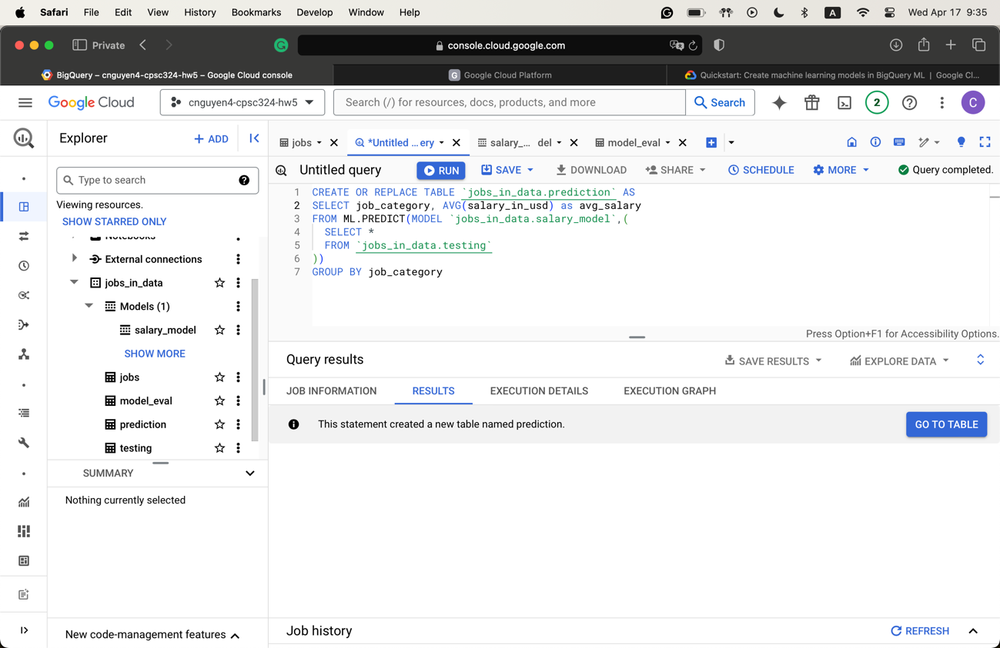 Safari File Edit View History Bookmarks Develop Window Help A Wed Apr 17 9:35
Private console.cloud.google.com
BigQuery – cnguyen4-cpsc324-hw5 – Google Cloud console G Google Cloud Platform Quickstart: Create machine learning models in BigQuery ML | Google Cl...
Google Cloud cnguyen4-cpsc324-hw5 Search (/) for resources, docs, products, and more Search 2 C
Explorer + ADD
jobs *Untitled ...ery salary_... del model_eval
Type to search
Untitled query RUN SAVE DOWNLOAD SHARE SCHEDULE MORE Query completed.
Viewing resources.
SHOW STARRED ONLY
Notebooks
External connections
jobs_in_data
Models (1)
salary_model
SHOW MORE
jobs
model_eval
prediction
testing
SUMMARY
Nothing currently selected
New code-management features
1 CREATE OR REPLACE TABLE `jobs_in_data.prediction` AS
2 SELECT job_category, AVG(salary_in_usd) as avg_salary
3 FROM ML.PREDICT(MODEL `jobs_in_data.salary_model`,(
4 SELECT *
5 FROM `jobs_in_data.testing`
6 ))
7 GROUP BY job_category
Press Option+F1 for Accessibility Options.
Query results SAVE RESULTS EXPLORE DATA
JOB INFORMATION RESULTS EXECUTION DETAILS EXECUTION GRAPH
This statement created a new table named prediction. GO TO TABLE
Job history REFRESH